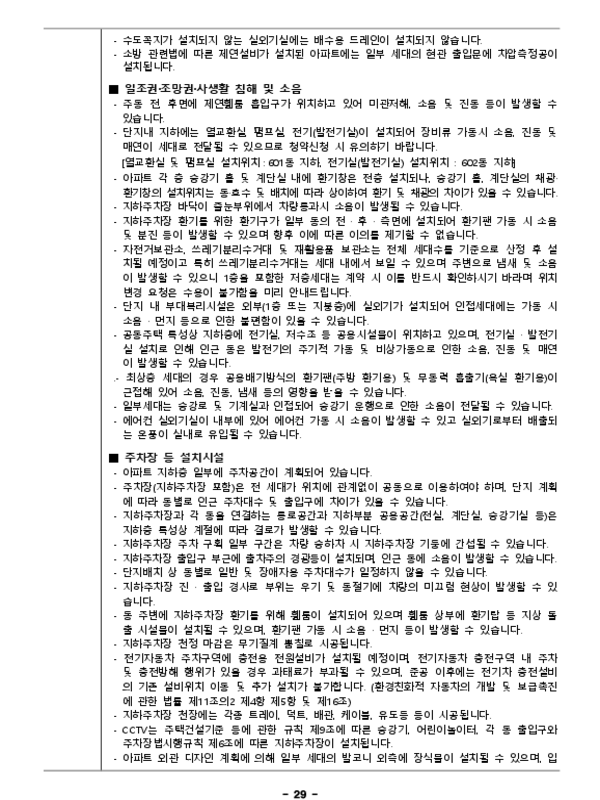 - 수도꼭지가 설치되지 않는 실외기실에는 배수용 드레인이 설치되지 않습니다.
- 소방 관련법에 따른 제연설비가 설치된 아파트에는 일부 세대의 현관 출입문에 차압측정공이
설치됩니다.
■ 일조권·조망권·사생활 침해 및 소음
- 주동 전 후면에 제연휄룸 흡입구가 위치하고 있어 미관저해, 소음 및 진동 등이 발생할 수
있습니다.
- 단지내 지하에는 열교환실, 펌프실, 전기(발전기실)이 설치되어 장비류 가동시 소음, 진동 및
매연이 세대로 전달될 수 있으므로 청약신청 시 유의하기 바랍니다.
[열교환실 및 펌프실 설치위치 : 601동 지하, 전기실(발전기실) 설치위치 : 602동 지하]
- 아파트 각 층 승강기 홀 및 계단실 내에 환기창은 전층 설치되나, 승강기 홀, 계단실의 채광·
환기창의 설치위치는 동·호수 및 배치에 따라 상이하여 환기 및 채광의 차이가 있을 수 있습니다.
- 지하주차장 바닥이 줄눈부위에서 차량통과시 소음이 발생될 수 있습니다.
- 지하주차장 환기를 위한 환기구가 일부 동의 전ㆍ후ㆍ측면에 설치되어 환기팬 가동 시 소음
및 분진 등이 발생할 수 있으며 향후 이에 따른 이의를 제기할 수 없습니다.
- 자전거보관소, 쓰레기분리수거대 및 재활용품 보관소는 전체 세대수를 기준으로 산정 후 설
치될 예정이고 특히 쓰레기분리수거대는 세대 내에서 보일 수 있으며 주변으로 냄새 및 소음
이 발생할 수 있으니 1층을 포함한 저층세대는 계약 시 이를 반드시 확인하시기 바라며 위치
변경 요청은 수용이 불가함을 미리 안내드립니다.
- 단지 내 부대복리시설은 외부(1층 또는 지붕층)에 실외기가 설치되어 인접세대에는 가동 시
소음ㆍ먼지 등으로 인한 불편함이 있을 수 있습니다.
- 공동주택 특성상 지하층에 전기실, 저수조 등 공용시설물이 위치하고 있으며, 전기실ㆍ발전기
실 설치로 인해 인근 동은 발전기의 주기적 가동 및 비상가동으로 인한 소음, 진동 및 매연
이 발생할 수 있습니다.
.- 최상층 세대의 경우 공용배기방식의 환기팬(주방 환기용) 및 무동력 흡출기(욕실 환기용)이
근접해 있어 소음, 진동, 냄새 등의 영향을 받을 수 있습니다.
- 일부세대는 승강로 및 기계실과 인접되어 승강기 운행으로 인한 소음이 전달될 수 있습니다.
- 에어컨 실외기실이 내부에 있어 에어컨 가동 시 소음이 발생할 수 있고 실외기로부터 배출되
는 온풍이 실내로 유입될 수 있습니다.
■ 주차장 등 설치시설
- 아파트 지하층 일부에 주차공간이 계획되어 있습니다.
- 주차장(지하주차장 포함)은 전 세대가 위치에 관계없이 공동으로 이용하여야 하며, 단지 계획
에 따라 동별로 인근 주차대수 및 출입구에 차이가 있을 수 있습니다.
- 지하주차장과 각 동을 연결하는 통로공간과 지하부분 공용공간(전실, 계단실, 승강기실 등)은
지하층 특성상 계절에 따라 결로가 발생할 수 있습니다.
- 지하주차장 주차 구획 일부 구간은 차량 승하차 시 지하주차장 기둥에 간섭될 수 있습니다.
- 지하주차장 출입구 부근에 출차주의 경광등이 설치되며, 인근 동에 소음이 발생할 수 있습니다.
- 단지배치 상 동별로 일반 및 장애자용 주차대수가 일정하지 않을 수 있습니다.
- 지하주차장 진ㆍ출입 경사로 부위는 우기 및 동절기에 차량의 미끄럼 현상이 발생할 수 있
습니다.
- 동 주변에 지하주차장 환기를 위해 휄룸이 설치되어 있으며 휄룸 상부에 환기탑 등 지상 돌
출 시설물이 설치될 수 있으며, 환기팬 가동 시 소음ㆍ먼지 등이 발생할 수 있습니다.
- 지하주차장 천정 마감은 무기질계 뿜칠로 시공됩니다.
- 전기자동차 주차구역에 충전용 전원설비가 설치될 예정이며, 전기자동차 충전구역 내 주차
및 충전방해 행위가 있을 경우 과태료가 부과될 수 있으며, 준공 이후에는 전기차 충전설비
의 기존 설비위치 이동 및 추가 설치가 불가합니다. (환경친화적 자동차의 개발 및 보급촉진
에 관한 법률 제11조의2 제4항 제5항 및 제16조)
- 지하주차장 천장에는 각종 트레이, 덕트, 배관, 케이블, 유도등 등이 시공됩니다.
- CCTV는 주택건설기준 등에 관한 규칙 제9조에 따른 승강기, 어린이놀이터, 각 동 출입구와
주차장법시행규칙 제6조에 따른 지하주차장이 설치됩니다.
- 아파트 외관 디자인 계획에 의해 일부 세대의 발코니 외측에 장식물이 설치될 수 있으며, 입
- 29 -